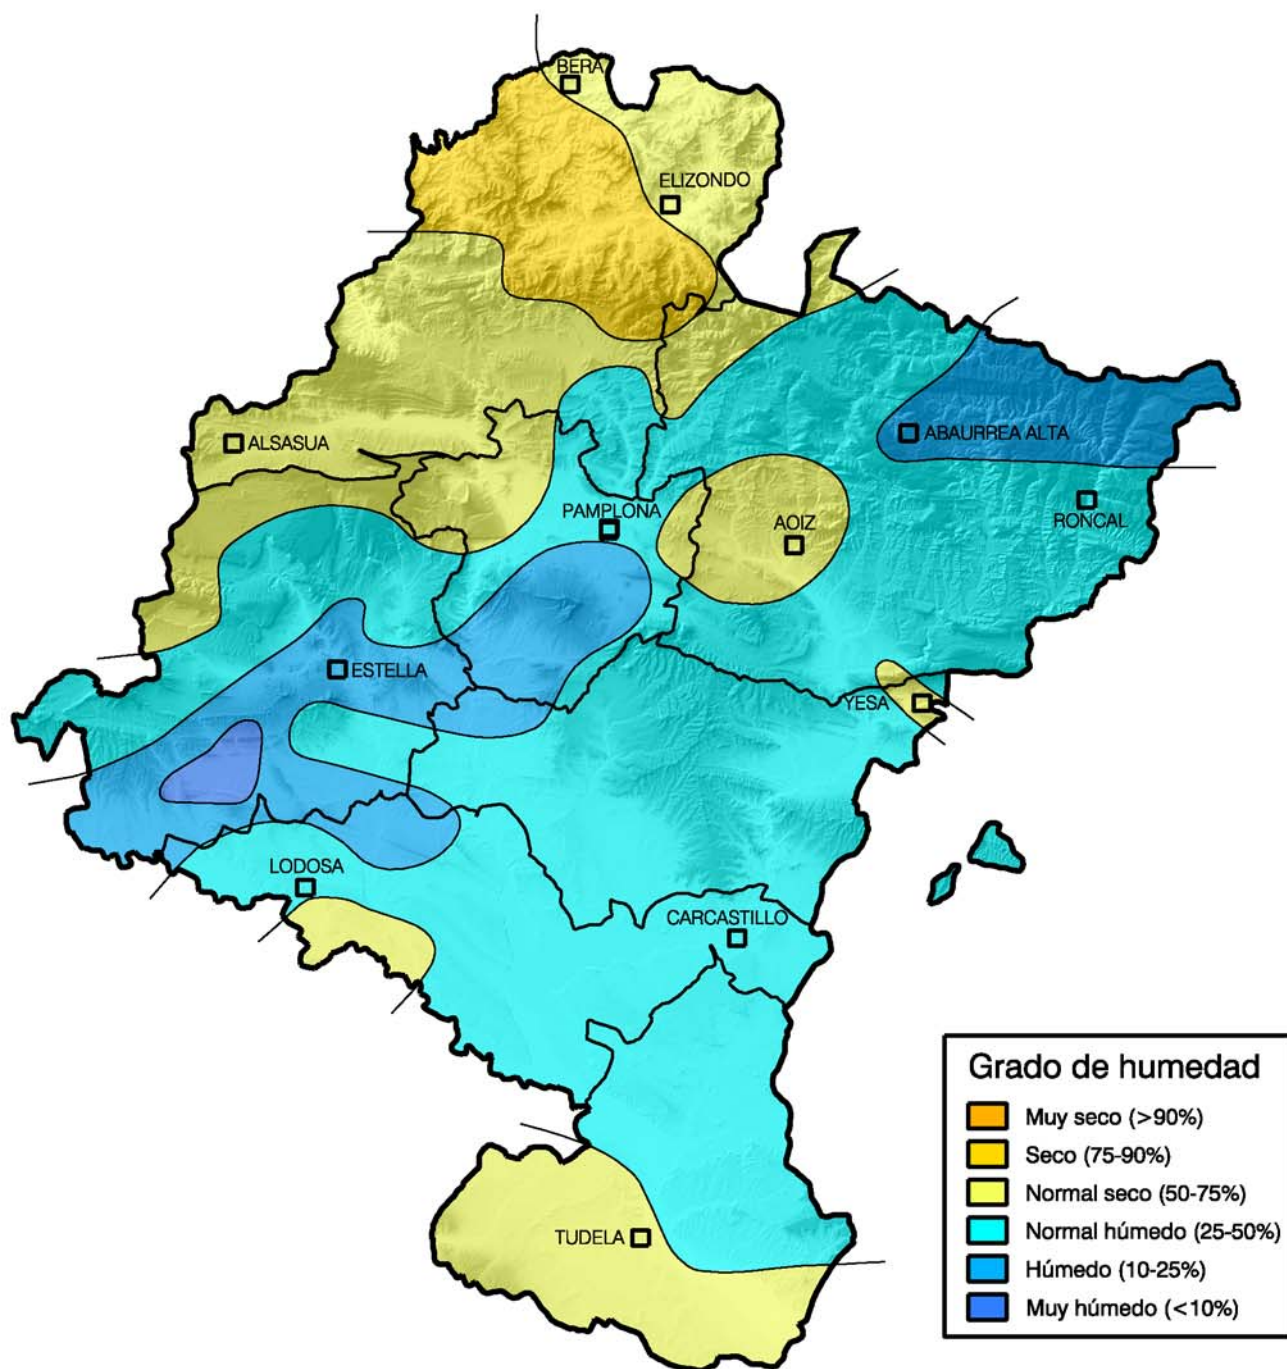 BERA
ELIZONDO
ALSASUA
ABAURREA ALTA
PAMPLONA
AOIZ
RONCAL
ESTELLA
YESA
LODOSA
CARCASTILLO
TUDELA
Grado de humedad
Muy seco (>90%)
Seco (75-90%)
Normal seco (50-75%)
Normal húmedo (25-50%)
Húmedo (10-25%)
Muy húmedo (<10%)